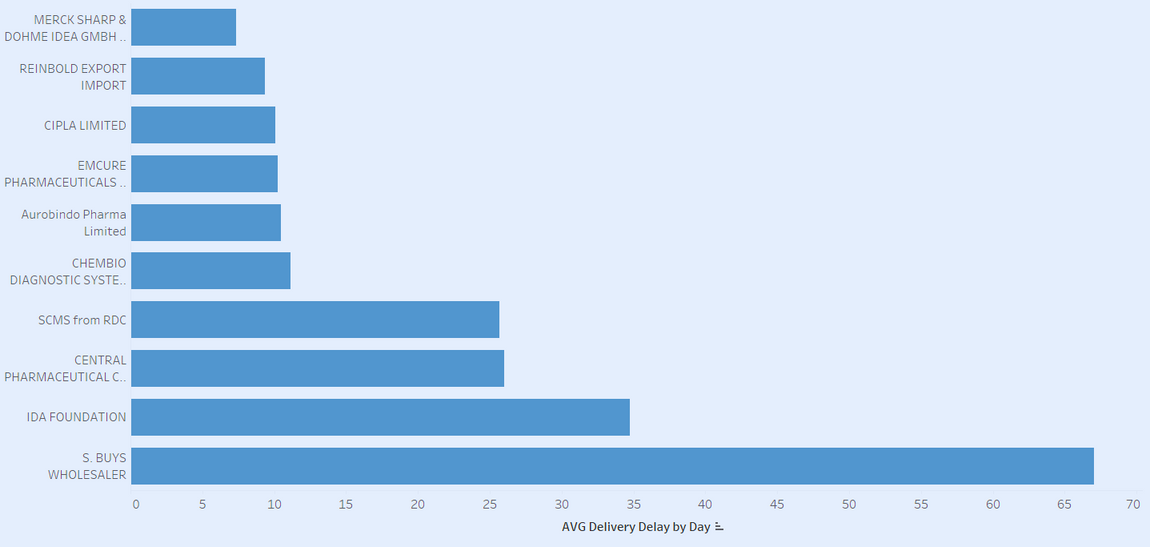 MERCK SHARP &
DOHME IDEA GMBH ..
REINBOLD EXPORT
IMPORT
CIPLA LIMITED
EMCURE
PHARMACEUTICALS ..
Aurobindo Pharma
Limited
CHEMBIO
DIAGNOSTIC SYSTE..
SCMS from RDC
CENTRAL
PHARMACEUTICAL C..
IDA FOUNDATION
S. BUYS
WHOLESALER
0 5 10 15 20 25 30 35 40 45 50 55 60 65 70
AVG Delivery Delay by Day